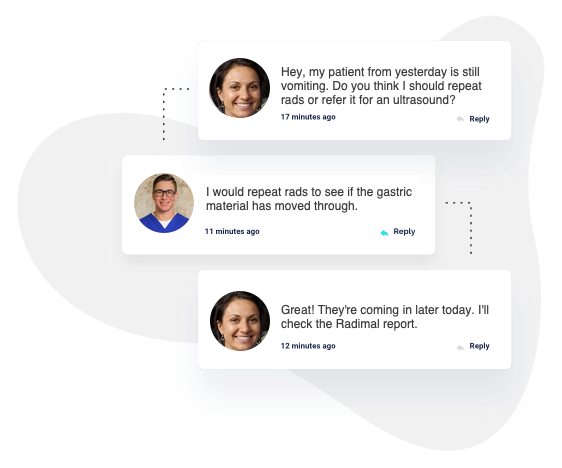 Hey, my patient from yesterday is still
vomiting. Do you think I should repeat
rads or refer it for an ultrasound?
17 minutes ago
Reply
I would repeat rads to see if the gastric
material has moved through.
11 minutes ago
Reply
Great! They're coming in later today. I'll
check the Radimal report.
12 minutes ago
Reply